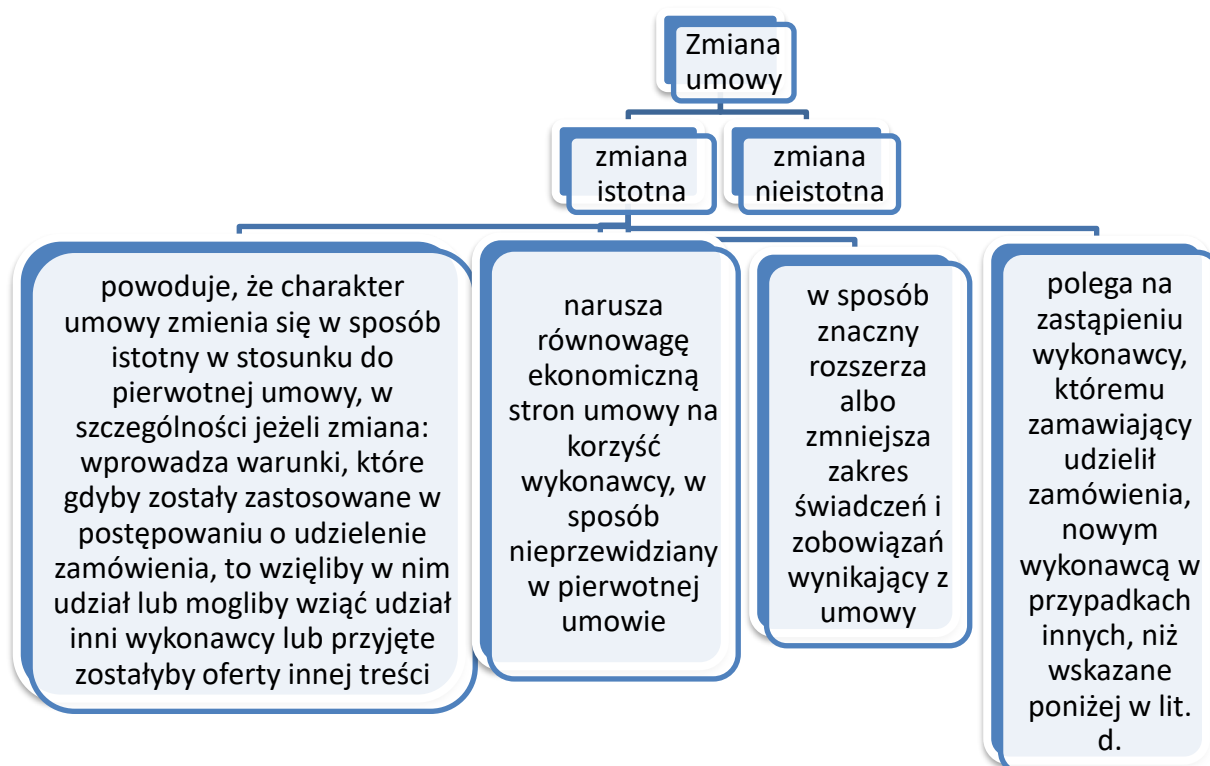 Zmiana
umowy
zmiana
istotna
zmiana
nieistotna
powoduje, że charakter
umowy zmienia się w sposób
istotny w stosunku do
pierwotnej umowy, w
szczególności jeżeli zmiana:
wprowadza warunki, które
gdyby zostały zastosowane w
postępowaniu o udzielenie
zamówienia, to wzięliby w nim
udział lub mogliby wziąć udział
inni wykonawcy lub przyjęte
zostałyby oferty innej treści
narusza
równowagę
ekonomiczną
stron umowy na
korzyść
wykonawcy, w
sposób
nieprzewidziany
w pierwotnej
umowie
w sposób
znaczny
rozszerza
albo
zmniejsza
zakres
świadczeń i
zobowiązań
wynikający z
umowy
polega na
zastąpieniu
wykonawcy,
któremu
zamawiający
udzielił
zamówienia,
nowym
wykonawcą w
przypadkach
innych, niż
wskazane
poniżej w lit.
d.